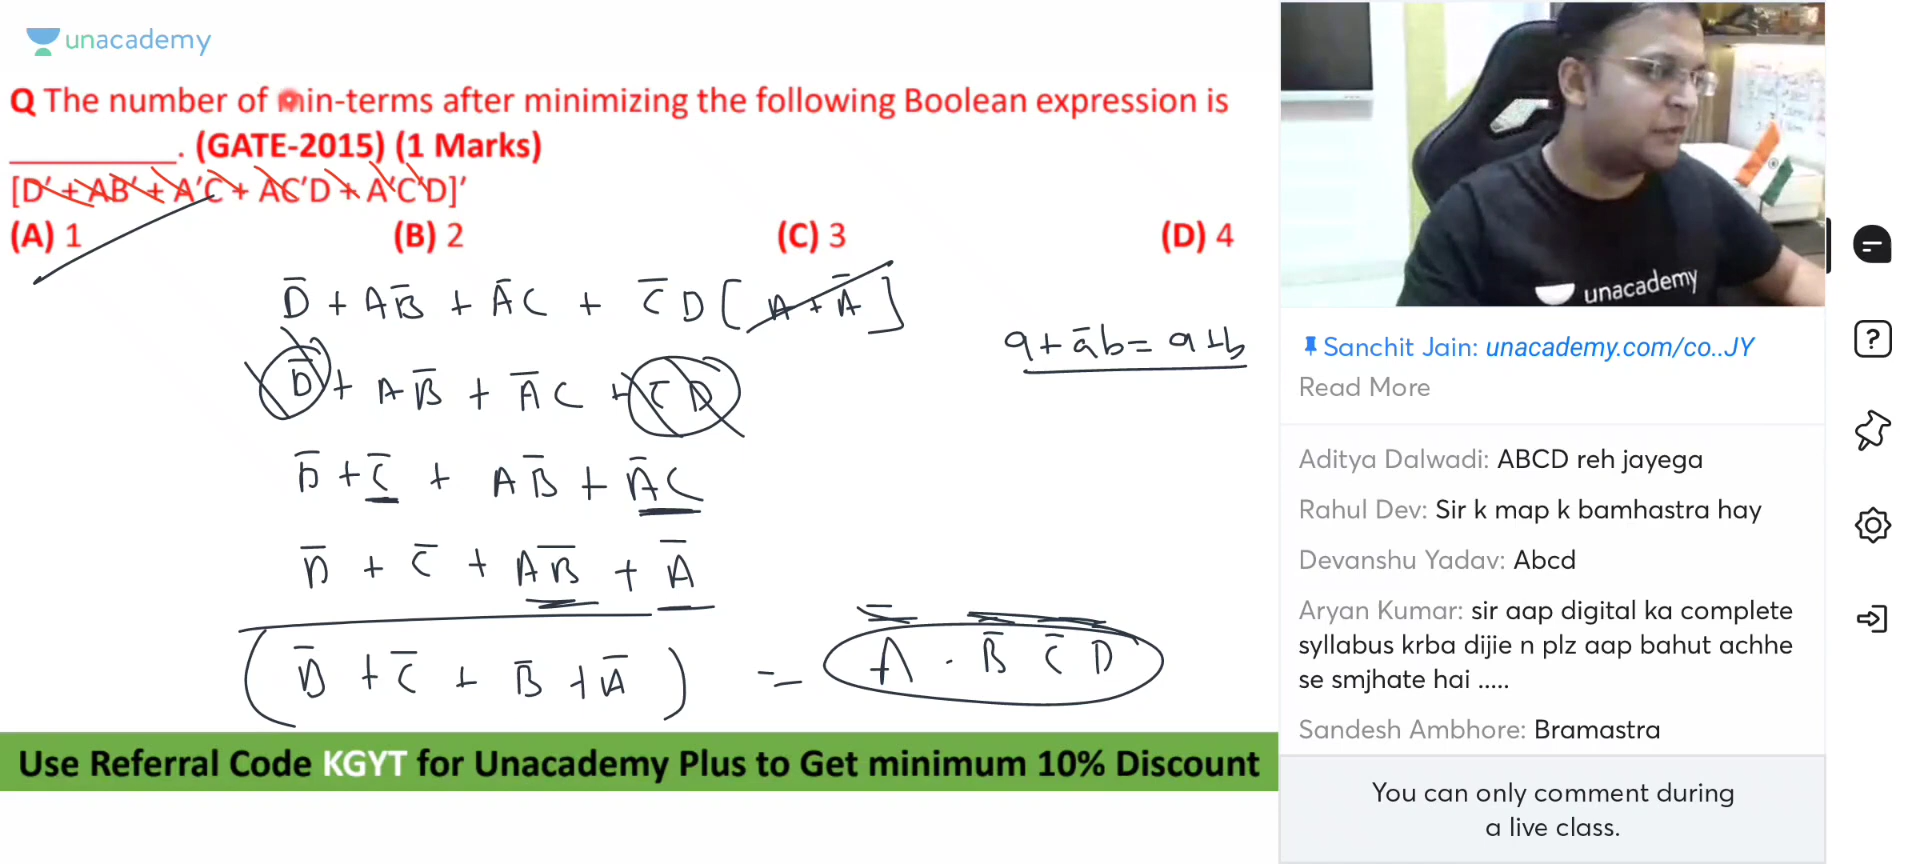 unacademy
Q The number of min-terms after minimizing the following Boolean expression is
_________. (GATE-2015) (1 Marks)
[D′ + AB′ + A′C + AC′D + A′C′D]′
(A) 1 (B) 2 (C) 3 (D) 4
D̅ + AB̅ + A̅C + C̅D [A + A̅]
a + a̅b = a+b
D̅ + AB̅ + A̅C + C̅D
D̅ + C̅ + AB̅ + A̅C
D̅ + C̅ + AB̅ + A̅
(D̅ + C̅ + B̅ + A̅) = A · B̅ C̅ D
Use Referral Code KGYT for Unacademy Plus to Get minimum 10% Discount
unacademy
Sanchit Jain: unacademy.com/co..JY
Read More
Aditya Dalwadi: ABCD reh jayega
Rahul Dev: Sir k map k bamhastra hay
Devanshu Yadav: Abcd
Aryan Kumar: sir aap digital ka complete
syllabus krba dijie n plz aap bahut achhe
se smjhate hai .....
Sandesh Ambhore: Bramastra
You can only comment during
a live class.